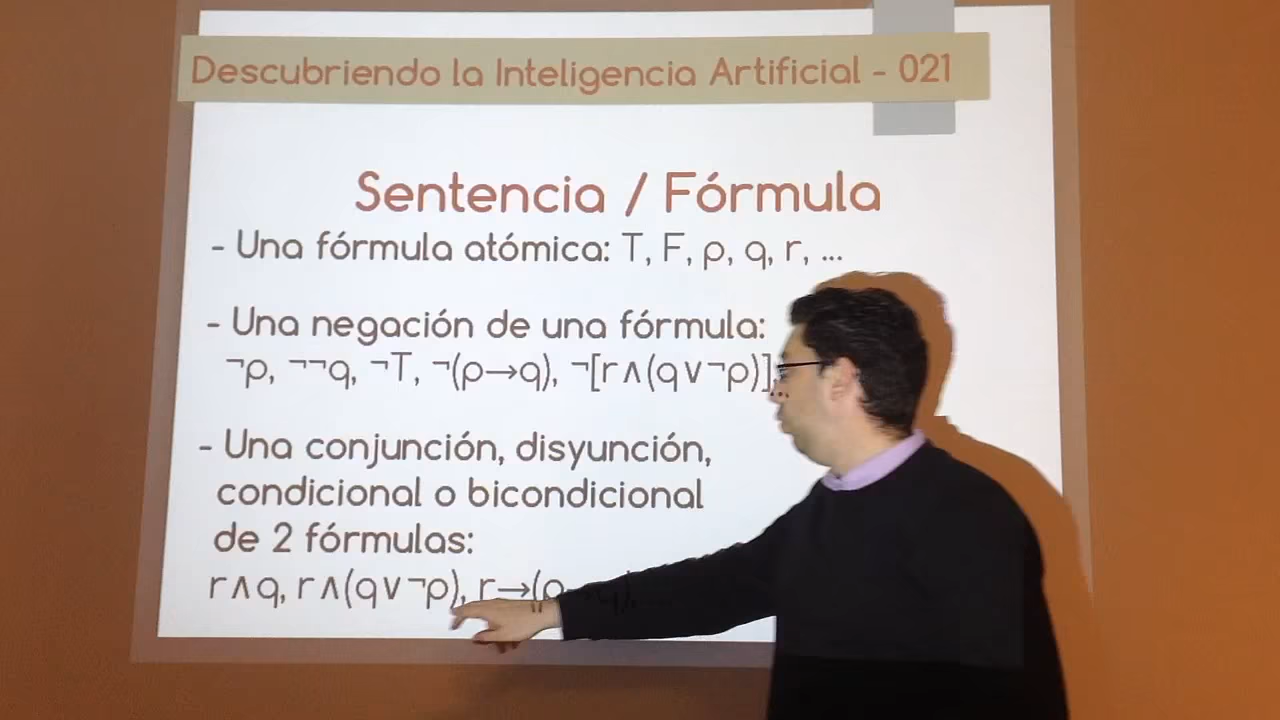 Descubriendo la Inteligencia Artificial - 021
Sentencia / Fórmula
- Una fórmula atómica: T, F, p, q, r, ...
- Una negación de una fórmula:
¬p, ¬¬q, ¬T, ¬(p→q), ¬[r∧(q∨¬p)]...
- Una conjunción, disyunción,
condicional o bicondicional
de 2 fórmulas:
r∧q, r∧(q∨¬p), r→(p